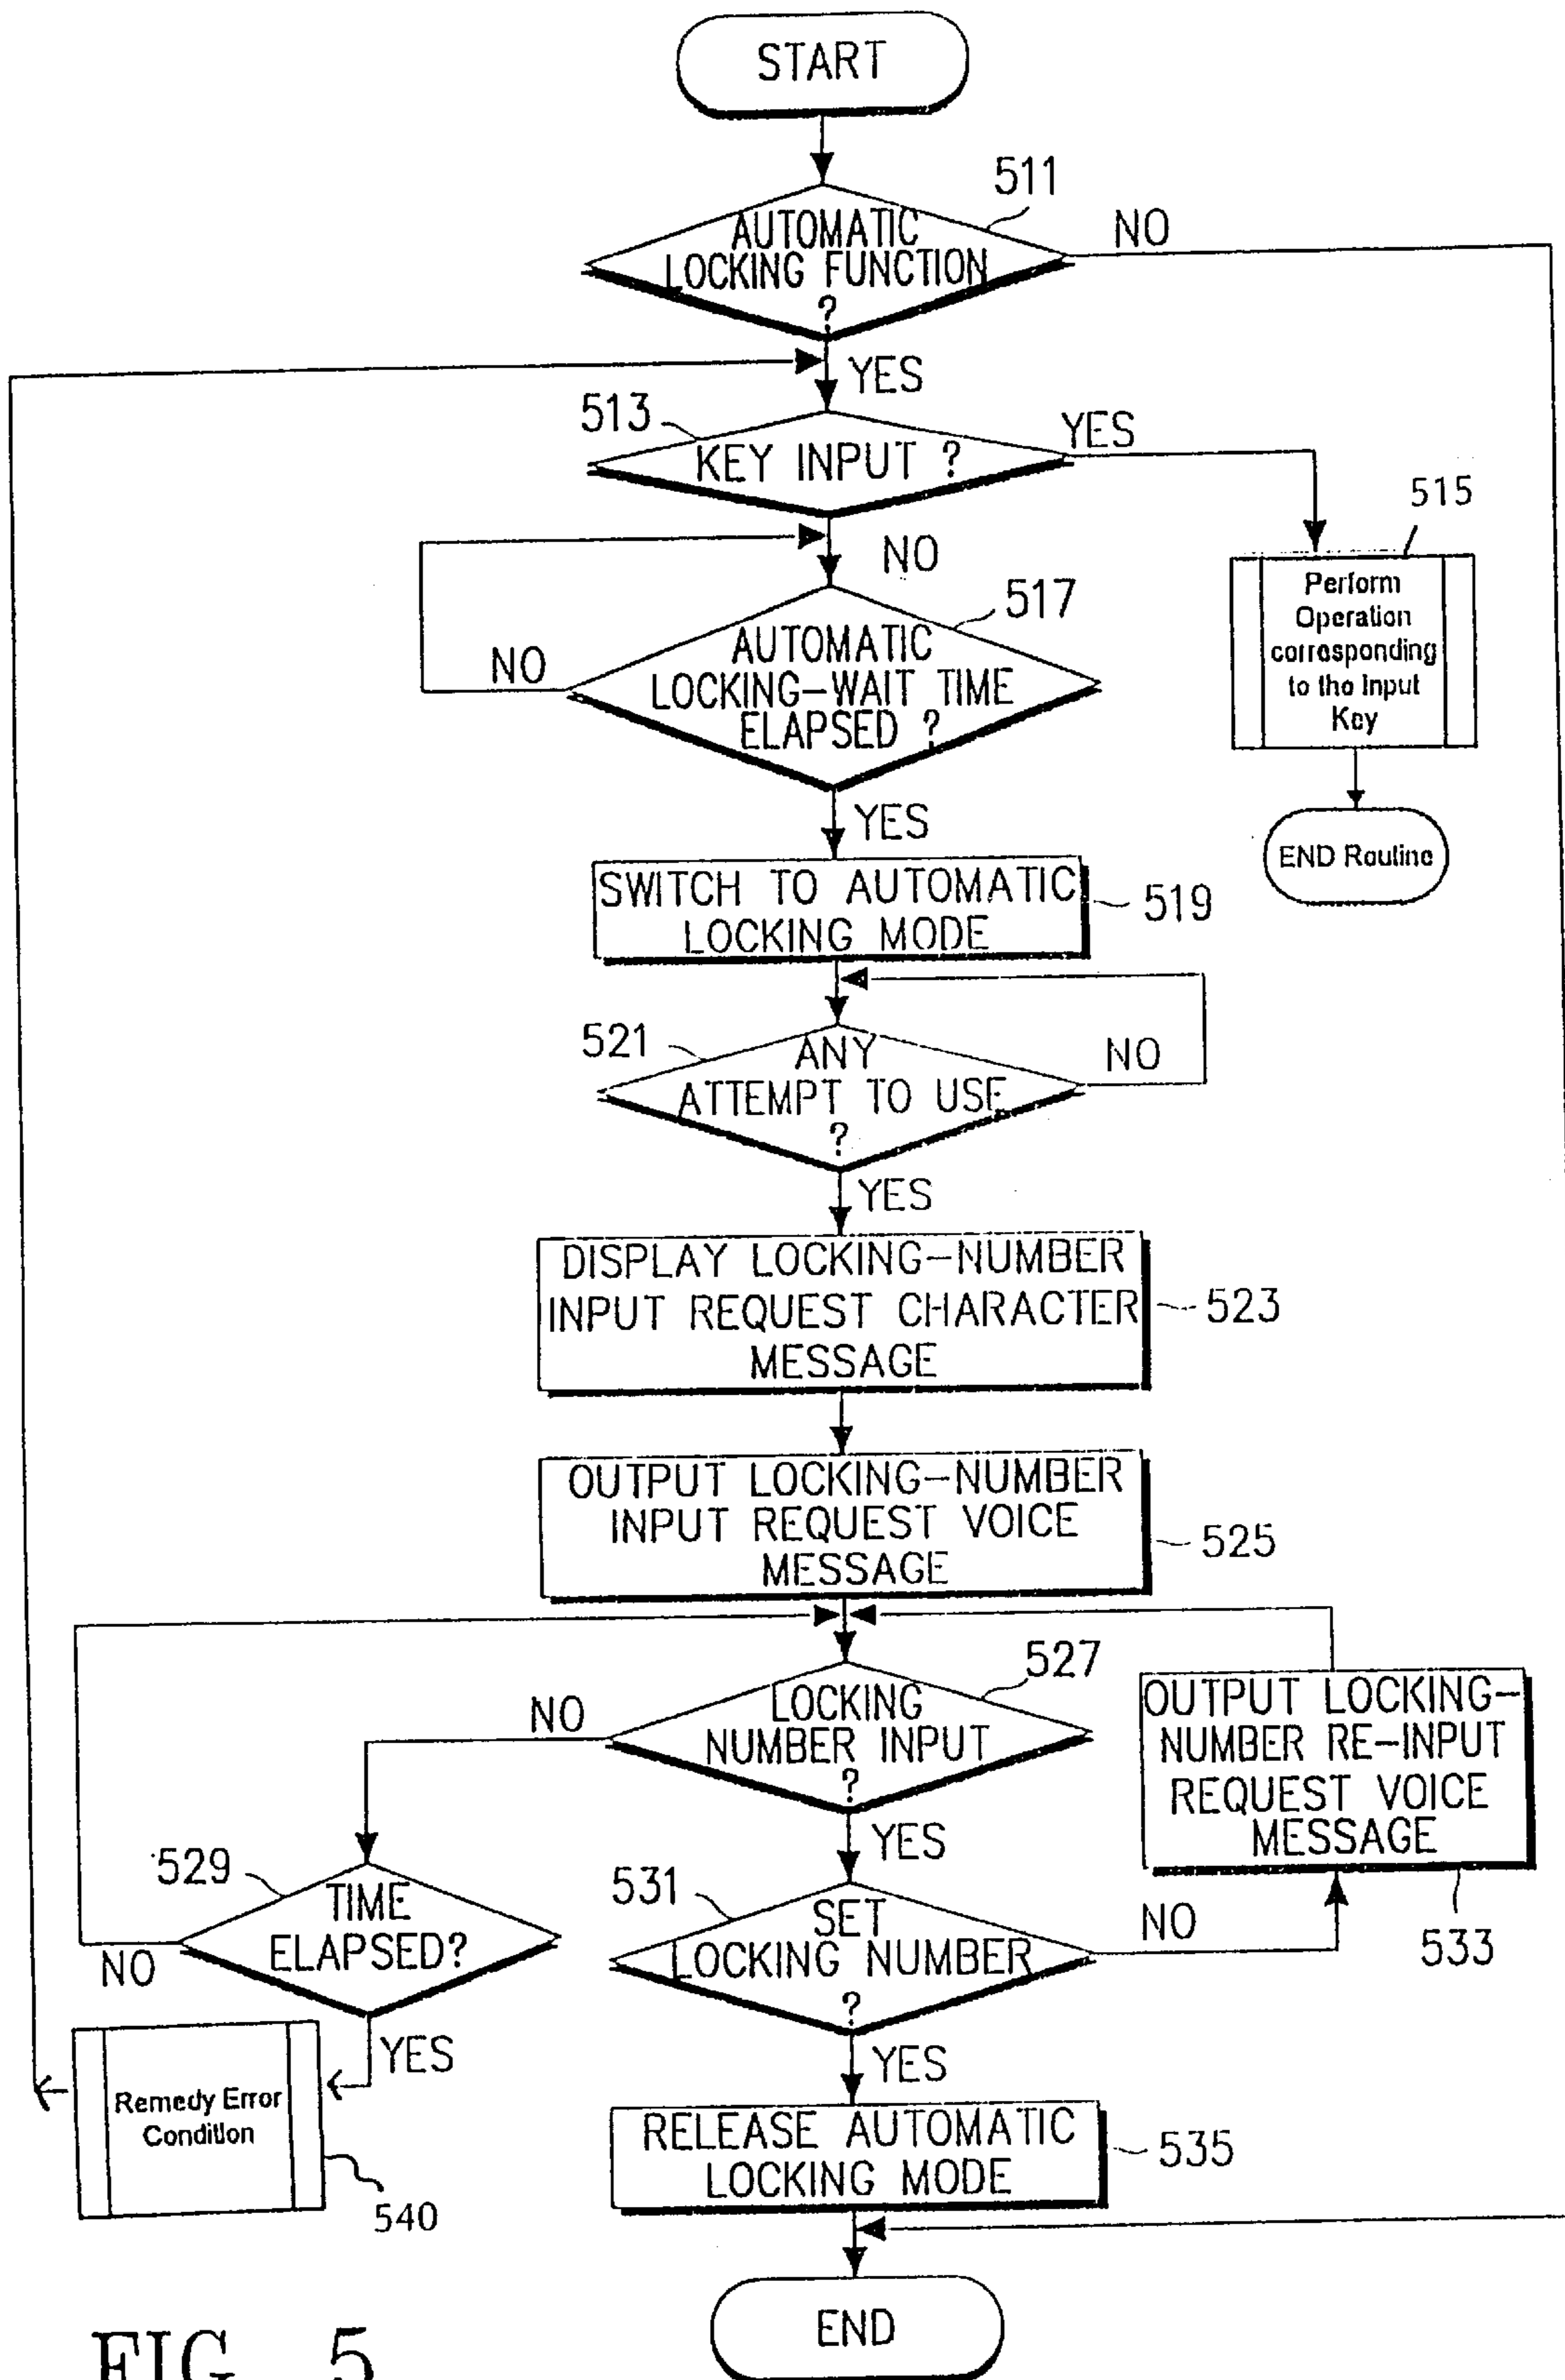 START
511
AUTOMATIC
LOCKING FUNCTION
?
NO
YES
513
KEY INPUT ?
YES
NO
515
Perform
Operation
corresponding
to the Input
Key
517
AUTOMATIC
LOCKING-WAIT TIME
ELAPSED ?
NO
YES
END Routine
SWITCH TO AUTOMATIC
LOCKING MODE
519
521
ANY
ATTEMPT TO USE
?
NO
YES
DISPLAY LOCKING-NUMBER
INPUT REQUEST CHARACTER
MESSAGE
523
OUTPUT LOCKING-NUMBER
INPUT REQUEST VOICE
MESSAGE
525
527
LOCKING
NUMBER INPUT
?
NO
YES
OUTPUT LOCKING-
NUMBER RE-INPUT
REQUEST VOICE
MESSAGE
533
529
TIME
ELAPSED?
NO
YES
531
SET
LOCKING NUMBER
?
NO
YES
Remedy Error
Condition
540
RELEASE AUTOMATIC
LOCKING MODE
535
END
FIG. 5